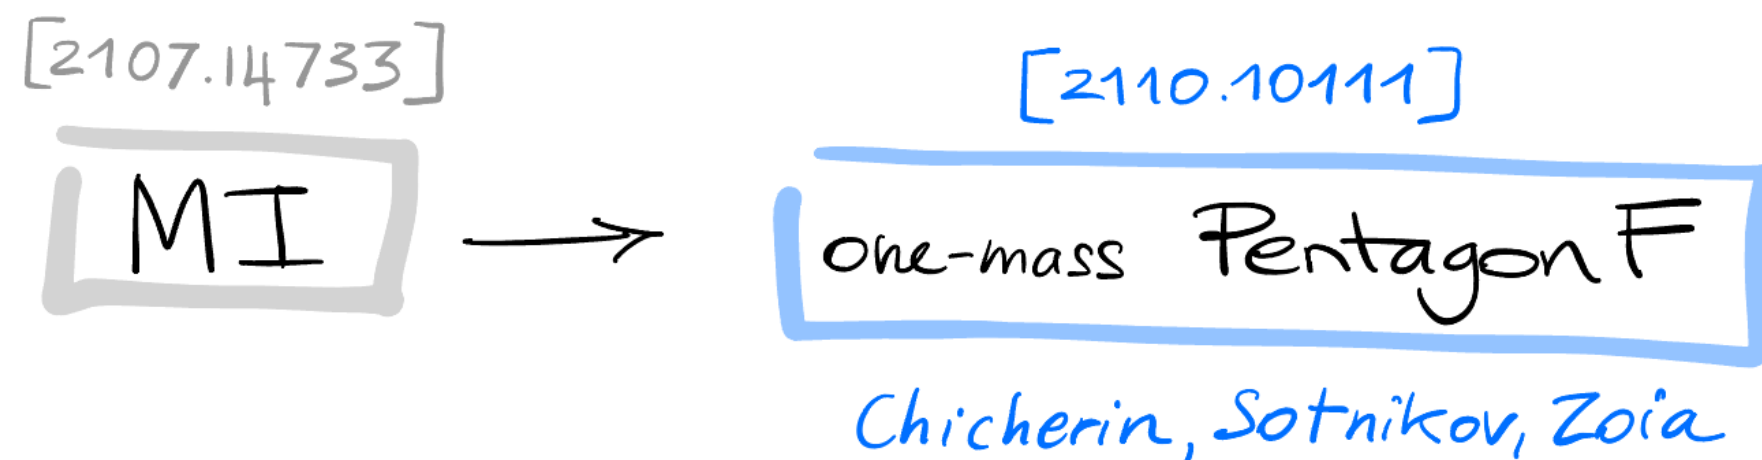 [2107.14733]
MI
[2110.10111]
one-mass PentagonF
Chicherin, Sotnikov, Zoia